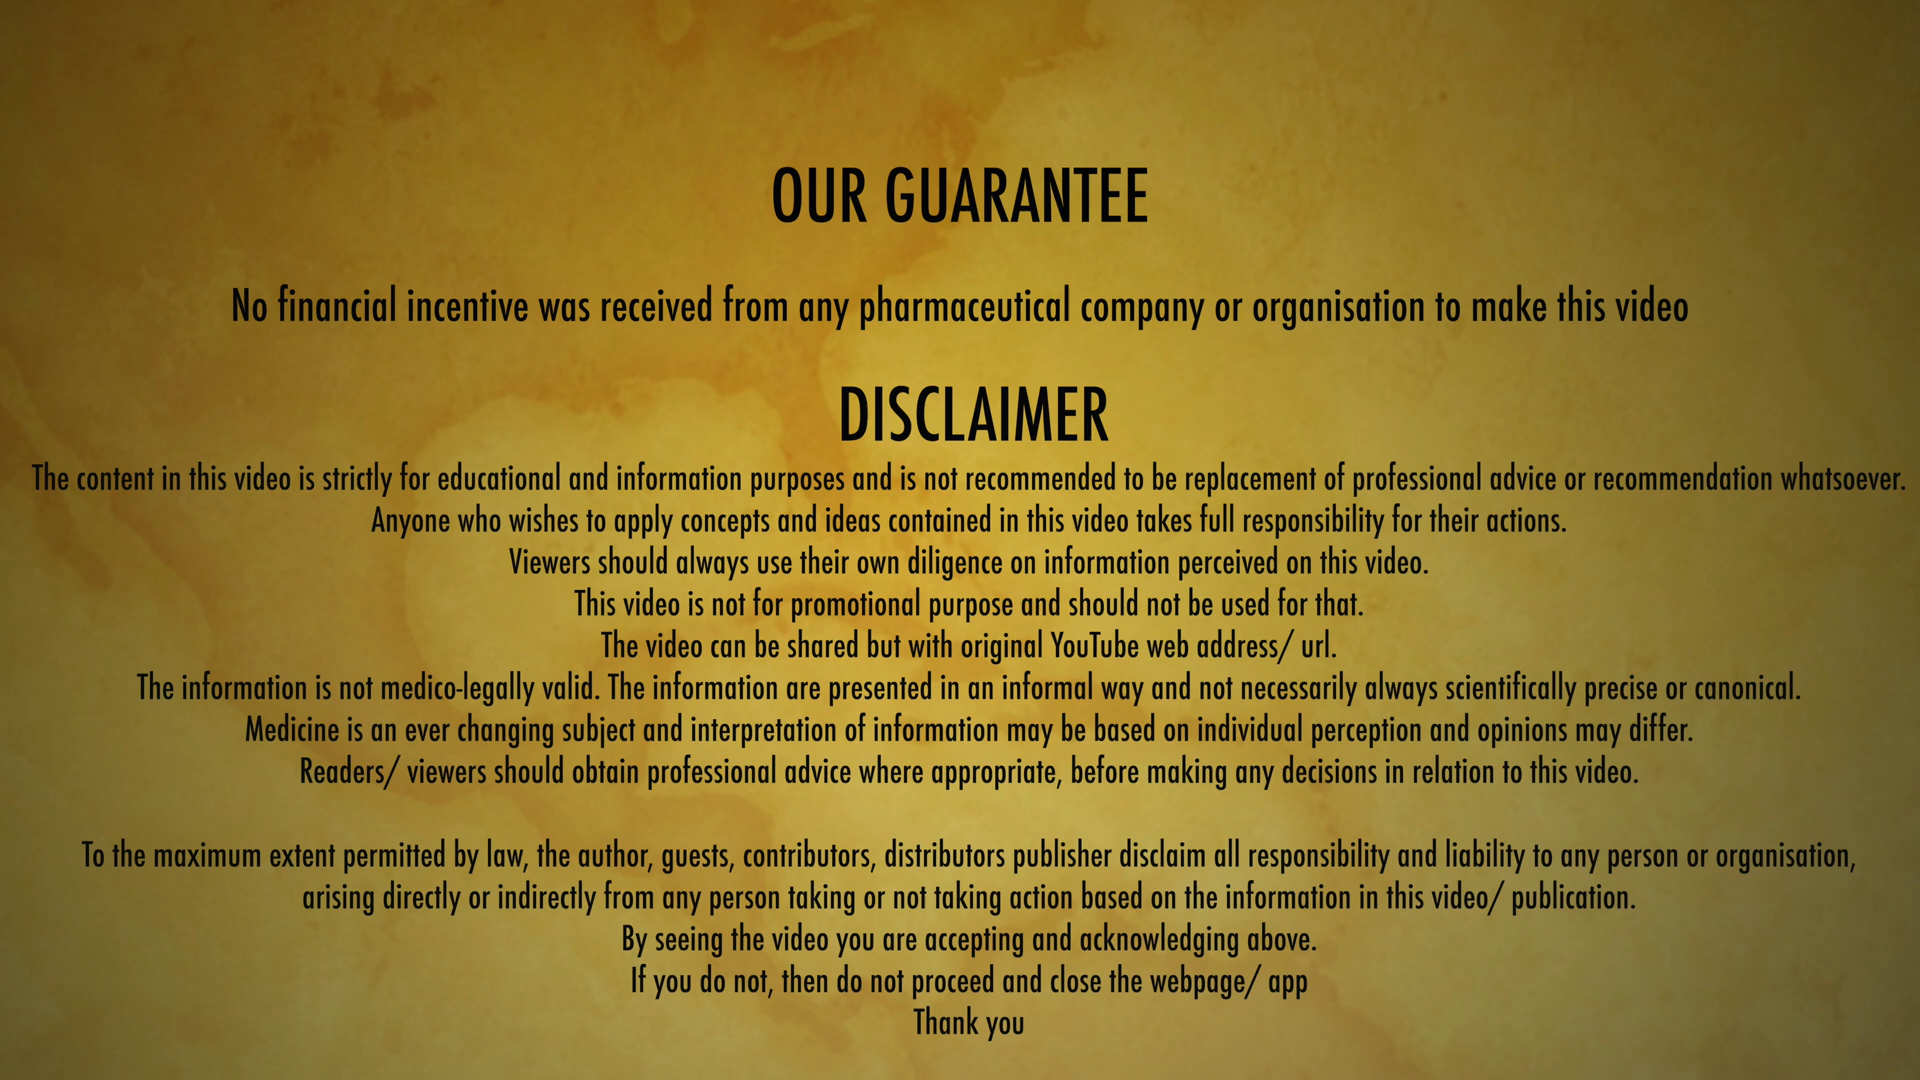 OUR GUARANTEE
No financial incentive was received from any pharmaceutical company or organisation to make this video
DISCLAIMER
The content in this video is strictly for educational and information purposes and is not recommended to be replacement of professional advice or recommendation whatsoever.
Anyone who wishes to apply concepts and ideas contained in this video takes full responsibility for their actions.
Viewers should always use their own diligence on information perceived on this video.
This video is not for promotional purpose and should not be used for that.
The video can be shared but with original YouTube web address/ url.
The information is not medico-legally valid. The information are presented in an informal way and not necessarily always scientifically precise or canonical.
Medicine is an ever changing subject and interpretation of information may be based on individual perception and opinions may differ.
Readers/ viewers should obtain professional advice where appropriate, before making any decisions in relation to this video.
To the maximum extent permitted by law, the author, guests, contributors, distributors publisher disclaim all responsibility and liability to any person or organisation,
arising directly or indirectly from any person taking or not taking action based on the information in this video/ publication.
By seeing the video you are accepting and acknowledging above.
If you do not, then do not proceed and close the webpage/ app
Thank you